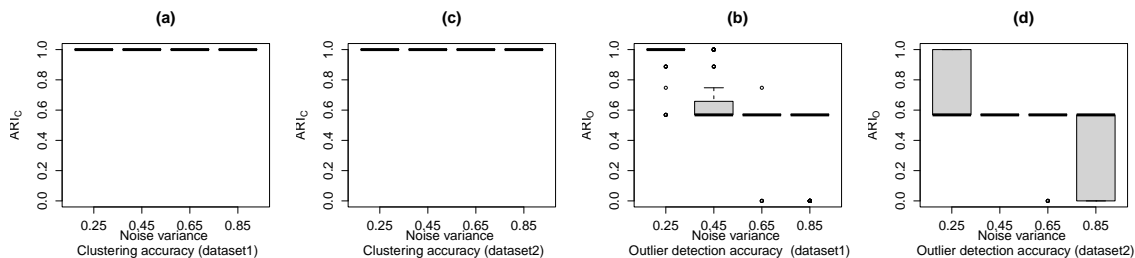 (a)
ARI_C
1.0
0.8
0.6
0.4
0.2
0.0
0.25 0.45 0.65 0.85
Noise variance
Clustering accuracy (dataset1)
(c)
ARI_C
1.0
0.8
0.6
0.4
0.2
0.0
0.25 0.45 0.65 0.85
Noise variance
Clustering accuracy (dataset2)
(b)
ARI_O
1.0
0.8
0.6
0.4
0.2
0.0
0.25 0.45 0.65 0.85
Noise variance
Outlier detection accuracy (dataset1)
(d)
ARI_O
1.0
0.8
0.6
0.4
0.2
0.0
0.25 0.45 0.65 0.85
Noise variance
Outlier detection accuracy (dataset2)